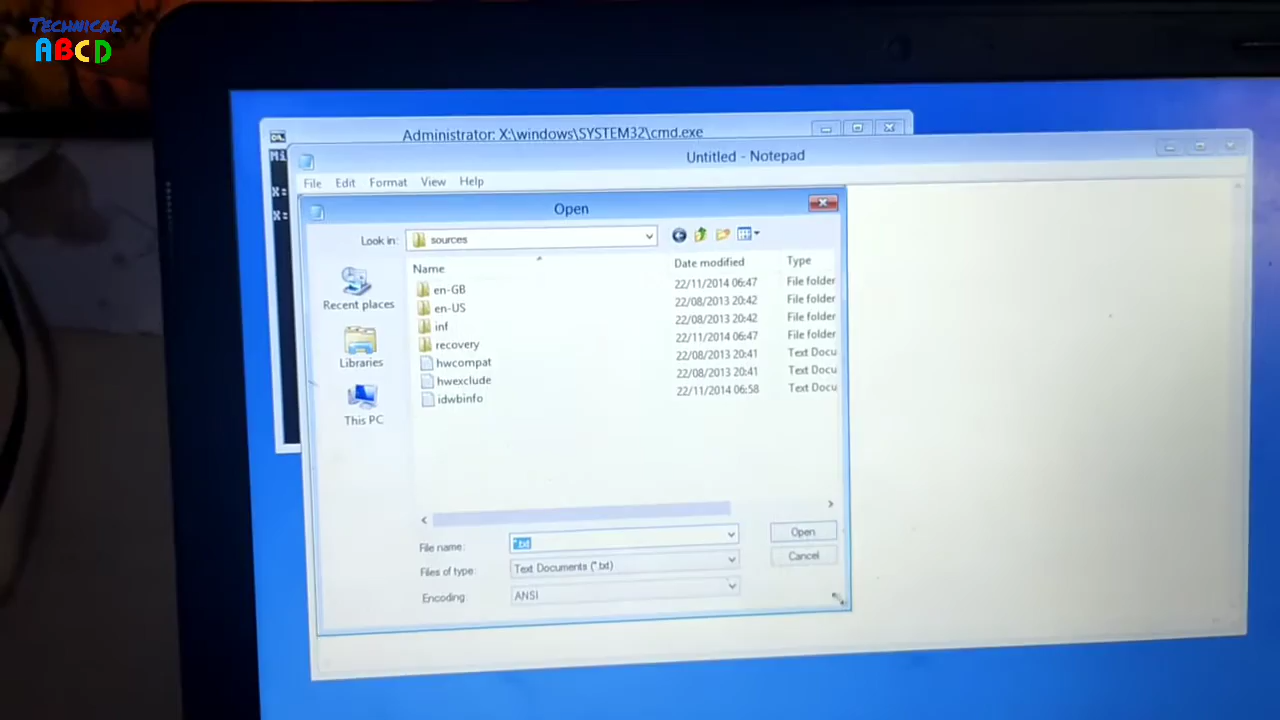 TECHNICAL
ABCD
Administrator: X:\windows\SYSTEM32\cmd.exe
Mi
Untitled - Notepad
File Edit Format View Help
X:
X:
Open
Look in: sources
Name Date modified Type
en-GB 22/11/2014 06:47 File folder
en-US 22/08/2013 20:42 File folder
inf 22/08/2013 20:42 File folder
recovery 22/11/2014 06:47 File folder
hwcompat 22/08/2013 20:41 Text Docu
hwexclude 22/08/2013 20:41 Text Docu
idwbinfo 22/11/2014 06:58 Text Docu
Recent places
Libraries
This PC
File name: *.txt Open
Files of type: Text Documents (*.txt) Cancel
Encoding: ANSI